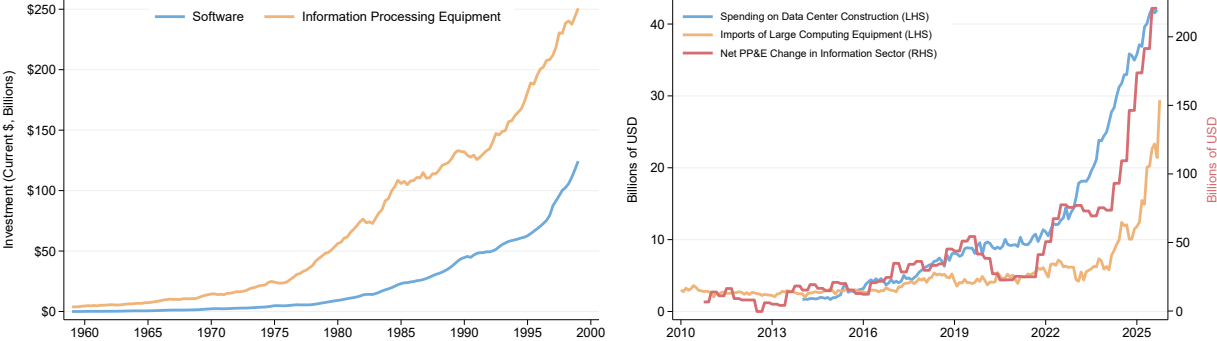 Software
Information Processing Equipment
Investment (Current $, Billions)
$250
$200
$150
$100
$50
$0
1960 1965 1970 1975 1980 1985 1990 1995 2000
Spending on Data Center Construction (LHS)
Imports of Large Computing Equipment (LHS)
Net PP&E Change in Information Sector (RHS)
Billions of USD
40
30
20
10
0
200
150
100
50
0
Billions of USD
2010 2013 2016 2019 2022 2025